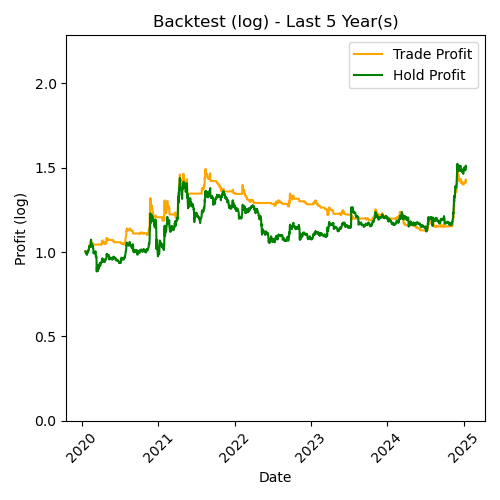 Backtest (log) - Last 5 Year(s)
Trade Profit
Hold Profit
Profit (log)
2.0
1.5
1.0
0.5
0.0
2020
2021
2022
2023
2024
2025
Date